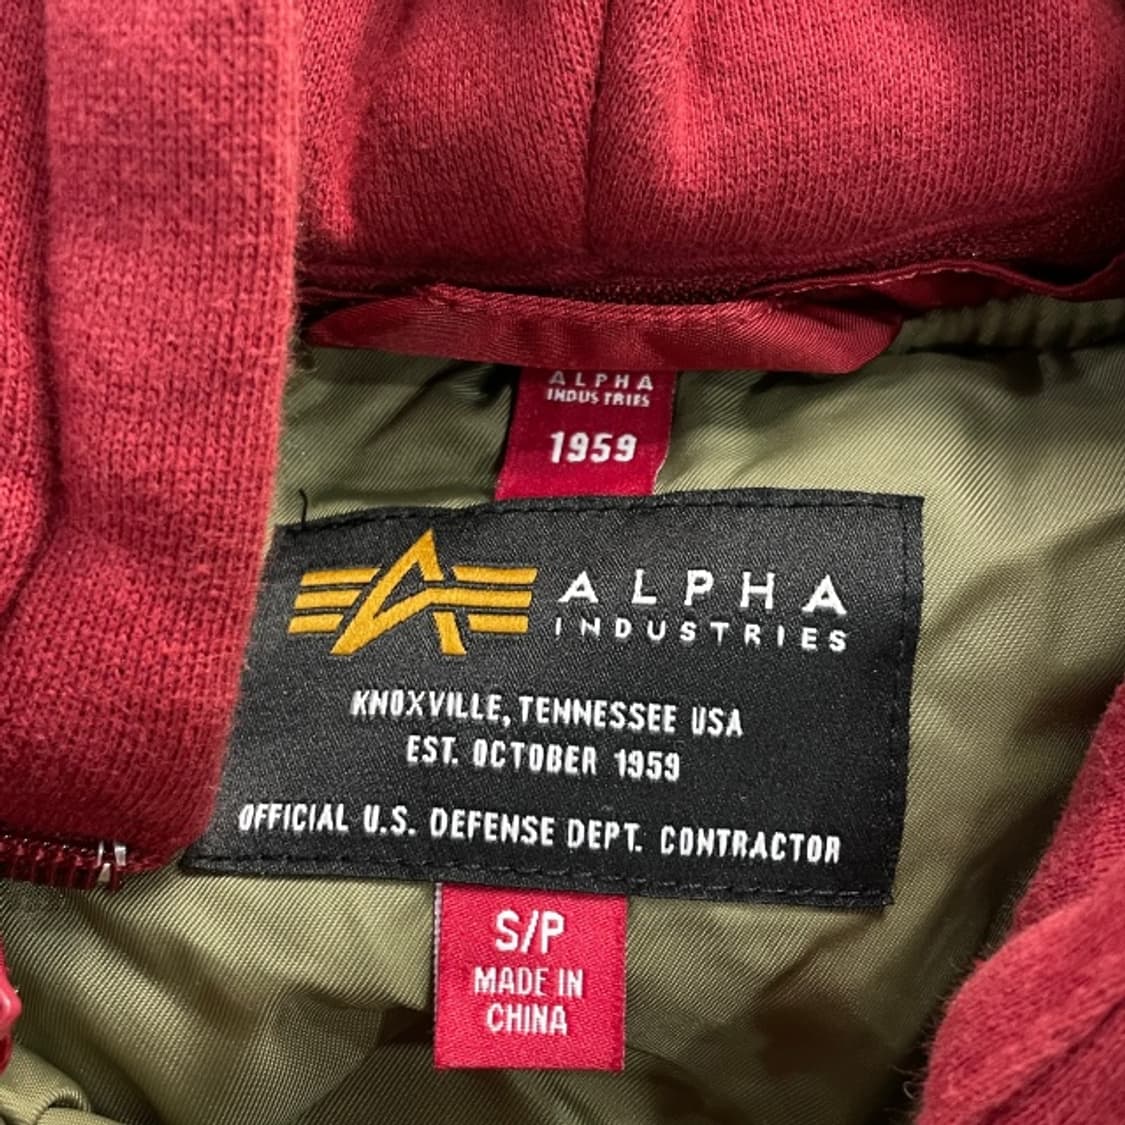 ALPHA
INDUSTRIES
1959
ALPHA
INDUSTRIES
KNOXVILLE, TENNESSEE USA
EST. OCTOBER 1959
OFFICIAL U.S. DEFENSE DEPT. CONTRACTOR
S/P
MADE IN
CHINA